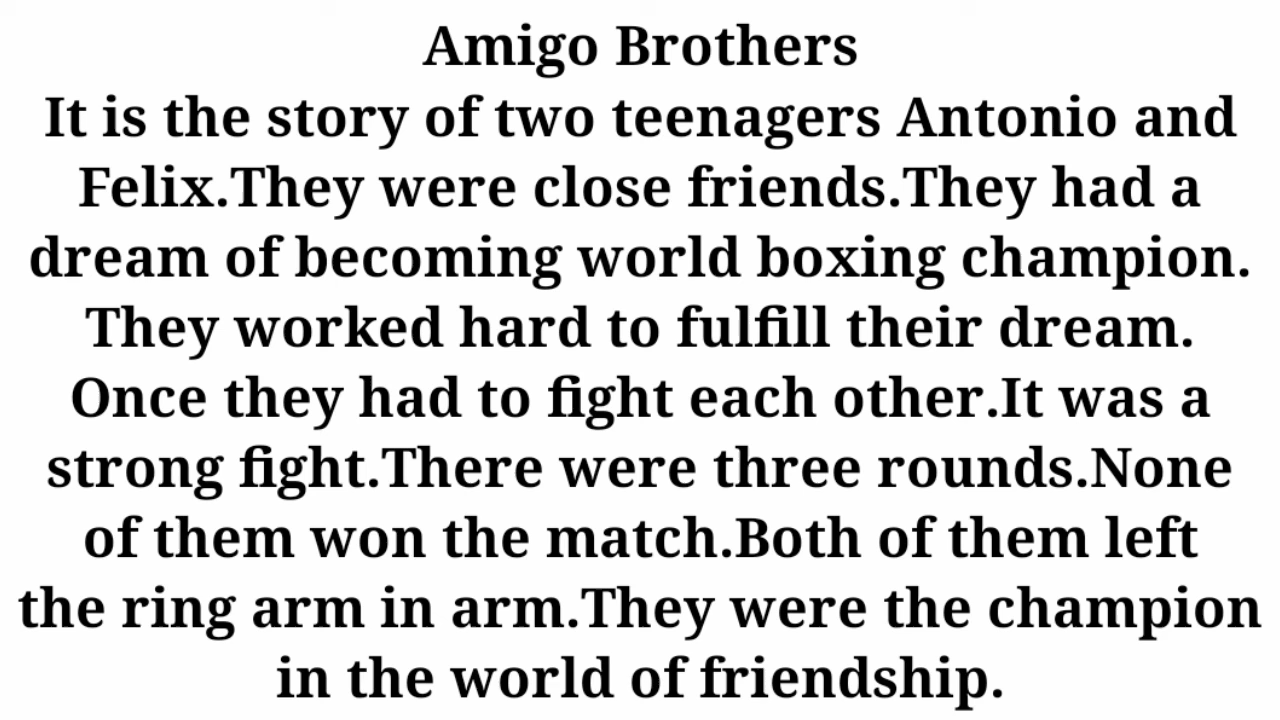 Amigo Brothers
It is the story of two teenagers Antonio and
Felix.They were close friends.They had a
dream of becoming world boxing champion.
They worked hard to fulfill their dream.
Once they had to fight each other.It was a
strong fight.There were three rounds.None
of them won the match.Both of them left
the ring arm in arm.They were the champion
in the world of friendship.